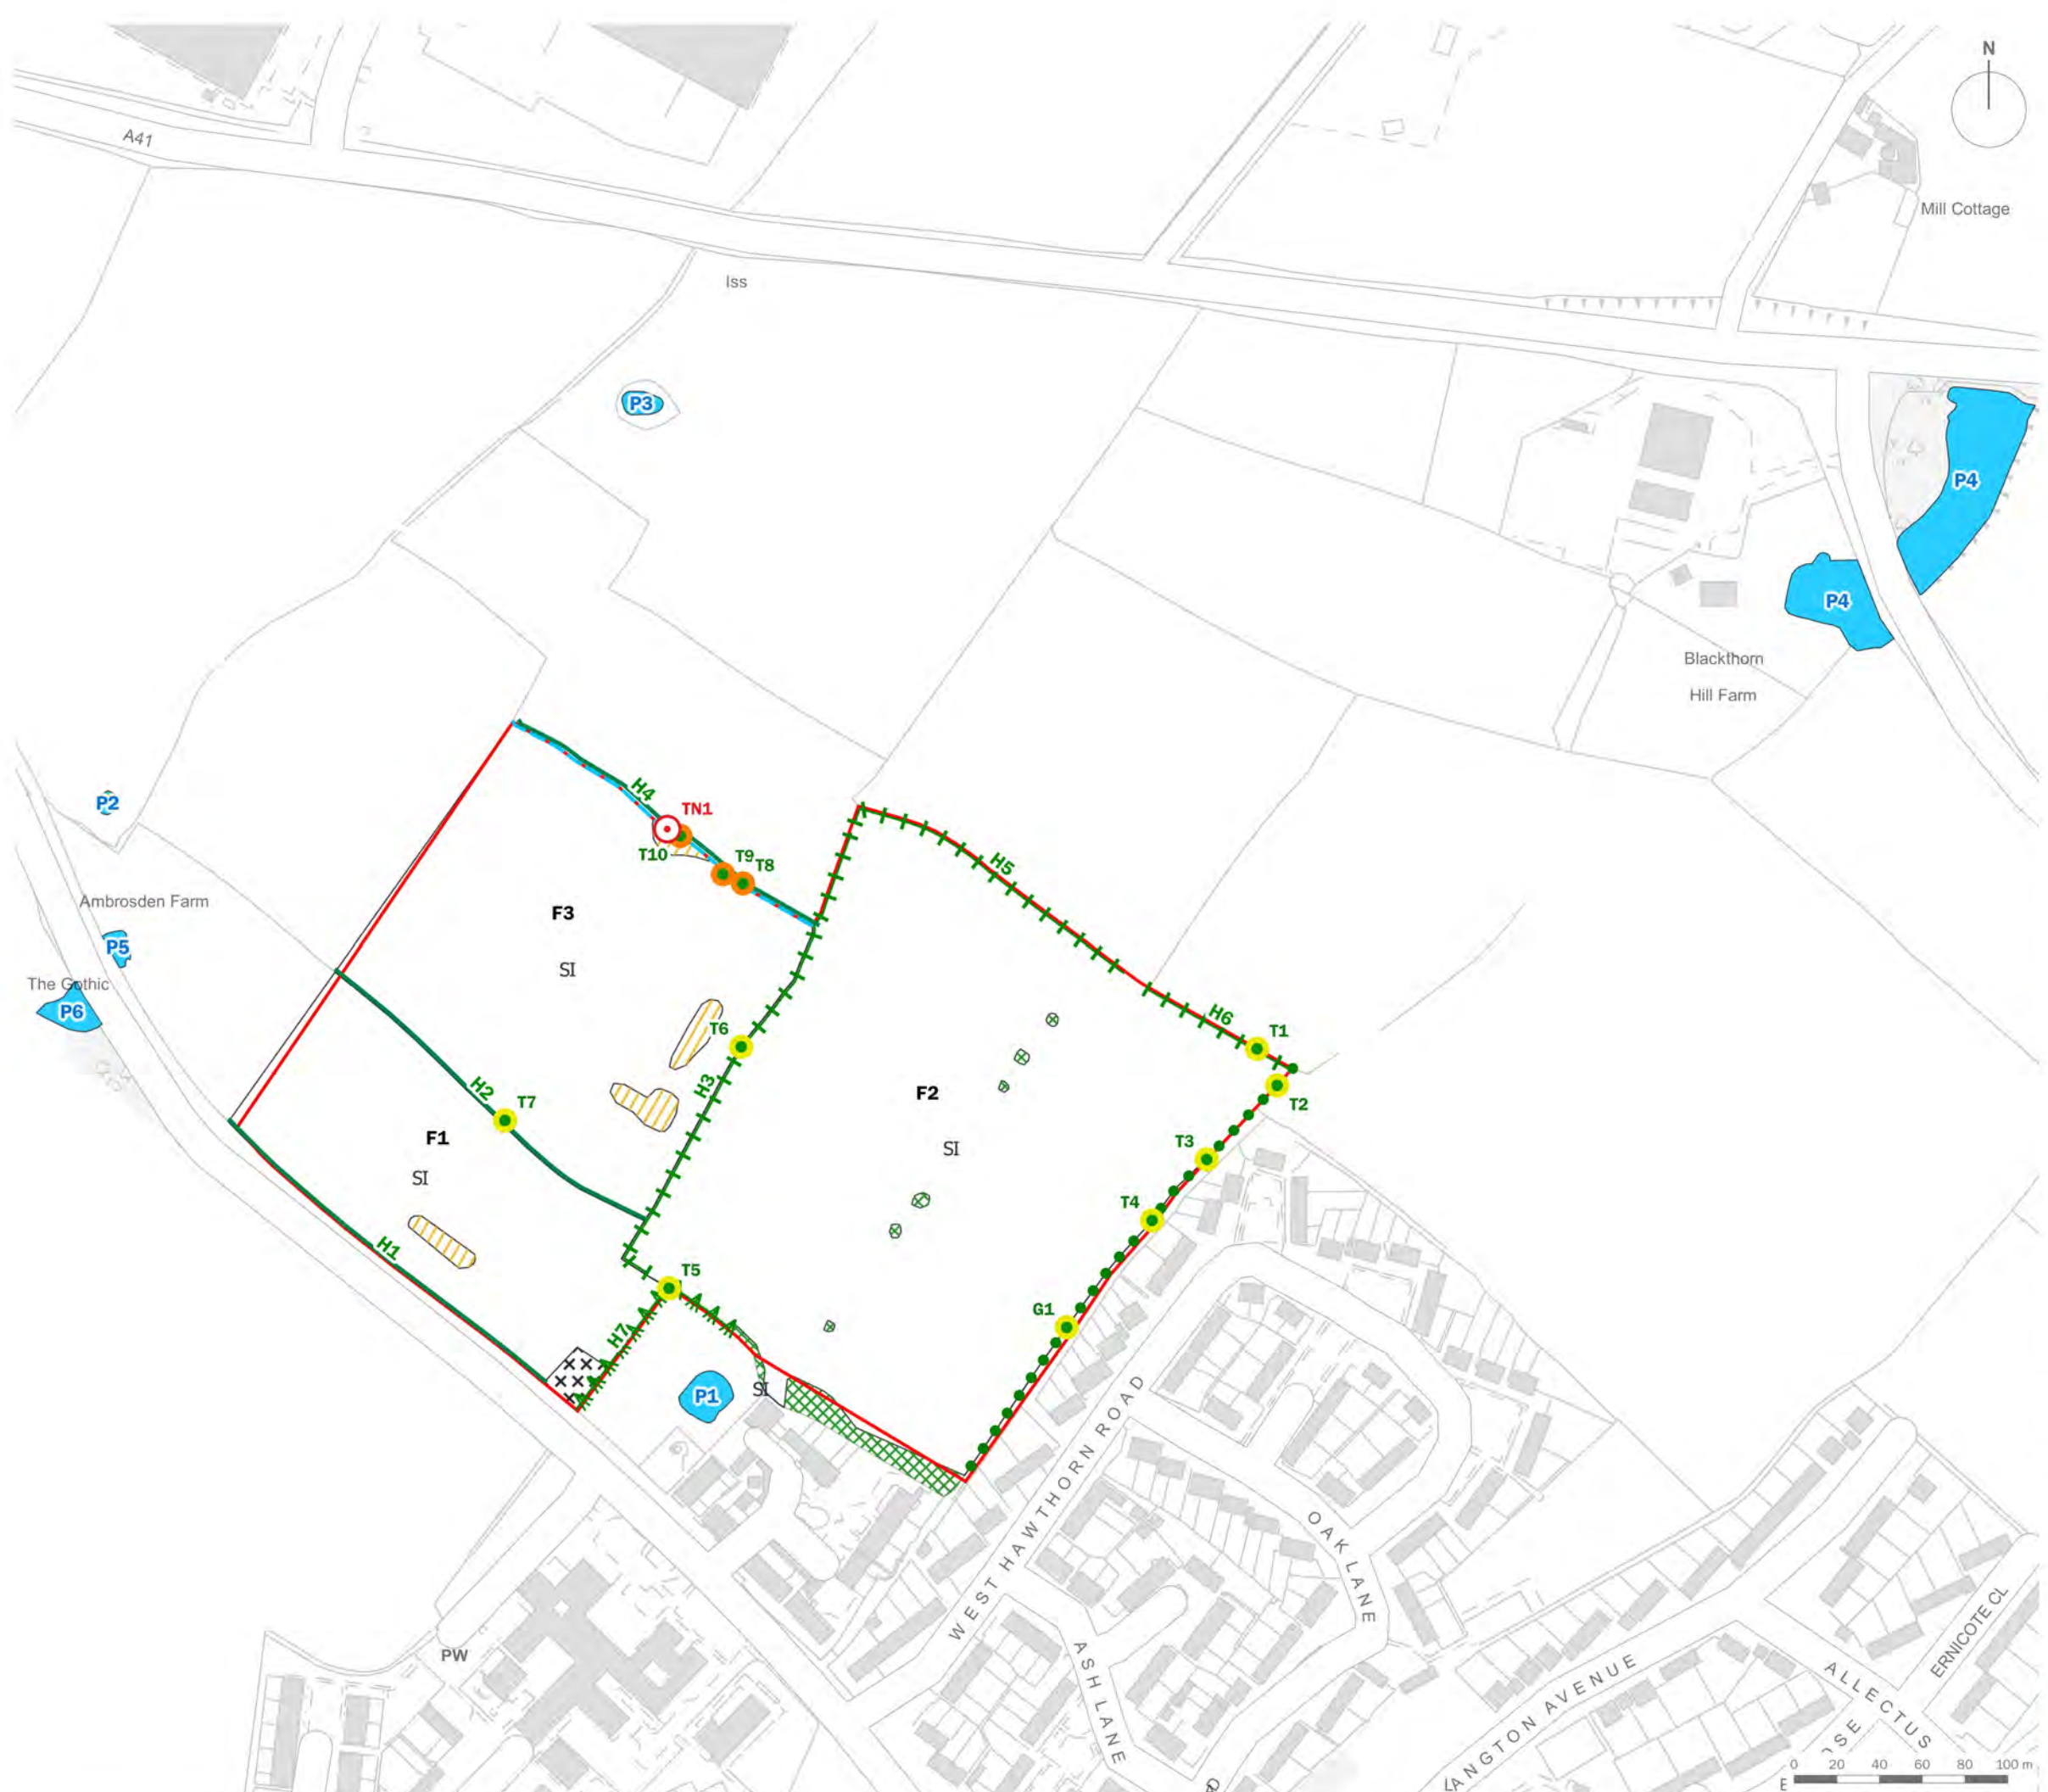 N
A41
Mill Cottage
Iss
P3
P4
P4
Blackthorn
Hill Farm
H4
TN1
P2
T10
T9
T8
H5
Ambrosden Farm
F3
P5
SI
The Gothic
P6
T6
H6
T1
H3
H2
F2
T7
T2
F1
T3
SI
SI
T4
H1
T5
G1
H7
P1
SI
WEST HAWTHORN ROAD
OAK LANE
ASH LANE
PW
ERNICOTE CL
ALLECTUS
LANGTON AVENUE
OSE
0 20 40 60 80 100 m